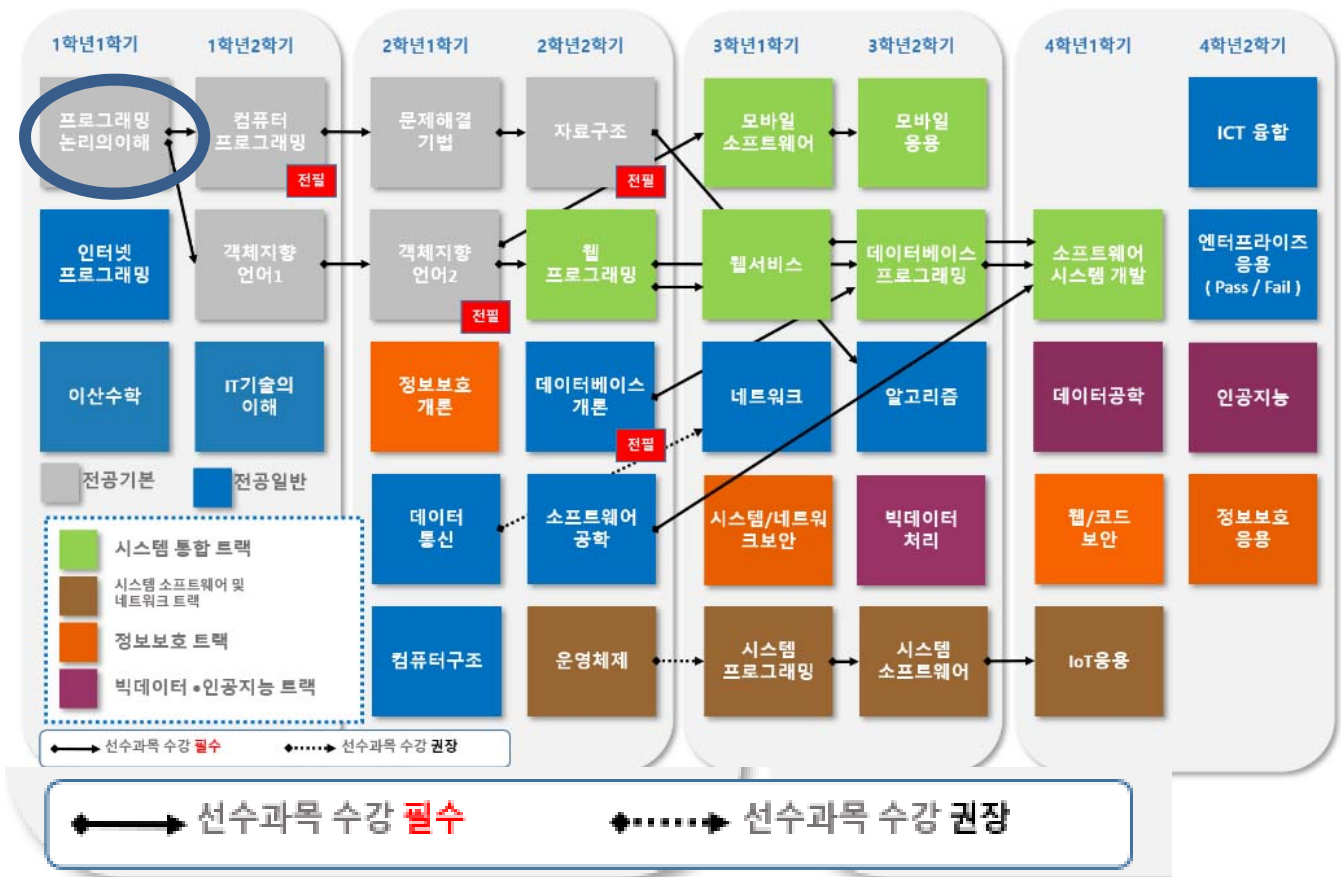 1학년1학기
1학년2학기
2학년1학기
2학년2학기
3학년1학기
3학년2학기
4학년1학기
4학년2학기
프로그래밍
논리의이해
컴퓨터
프로그래밍
전필
문제해결
기법
자료구조
전필
모바일
소프트웨어
모바일
응용
ICT 융합
인터넷
프로그래밍
객체지향
언어1
객체지향
언어2
전필
웹
프로그래밍
웹서비스
데이터베이스
프로그래밍
소프트웨어
시스템 개발
엔터프라이즈
응용
( Pass / Fail )
이산수학
IT기술의
이해
정보보호
개론
데이터베이스
개론
전필
네트워크
알고리즘
데이터공학
인공지능
전공기본
전공일반
데이터
통신
소프트웨어
공학
시스템/네트워
크보안
빅데이터
처리
웹/코드
보안
정보보호
응용
시스템 통합 트랙
시스템 소프트웨어 및
네트워크 트랙
정보보호 트랙
빅데이터 •인공지능 트랙
컴퓨터구조
운영체제
시스템
프로그래밍
시스템
소프트웨어
IoT응용
선수과목 수강 필수
선수과목 수강 권장
선수과목 수강 필수
선수과목 수강 권장